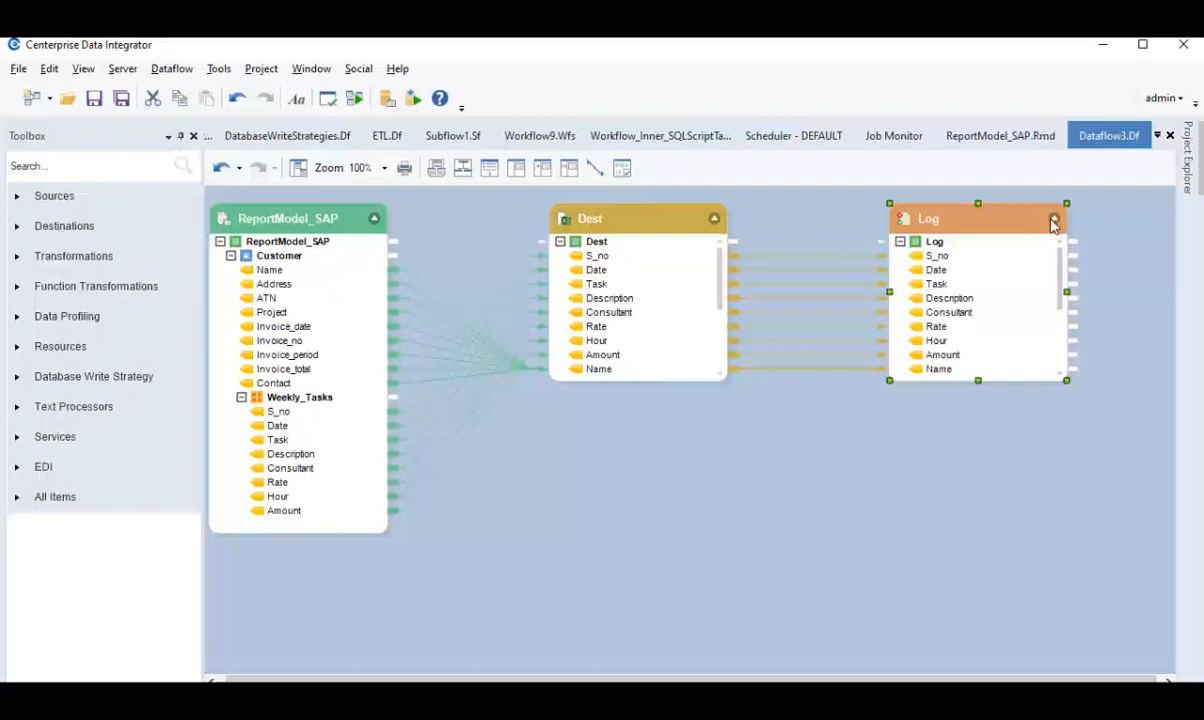 Centerprise Data Integrator
File Edit View Server Dataflow Tools Project Window Social Help
Aa admin
Toolbox
... DatabaseWriteStrategies.Df ETL.Df Subflow1.Sf Workflow9.Wfs Workflow_Inner_SQLScriptTa... Scheduler - DEFAULT Job Monitor ReportModel_SAP.Rmd Dataflow3.Df
Project Explorer
Search...
Zoom 100%
Sources
Destinations
Transformations
Function Transformations
Data Profiling
Resources
Database Write Strategy
Text Processors
Services
EDI
All Items
ReportModel_SAP
ReportModel_SAP
Customer
Name
Address
ATN
Project
Invoice_date
Invoice_no
Invoice_period
Invoice_total
Contact
Weekly_Tasks
S_no
Date
Task
Description
Consultant
Rate
Hour
Amount
Dest
Dest
S_no
Date
Task
Description
Consultant
Rate
Hour
Amount
Name
Log
Log
S_no
Date
Task
Description
Consultant
Rate
Hour
Amount
Name